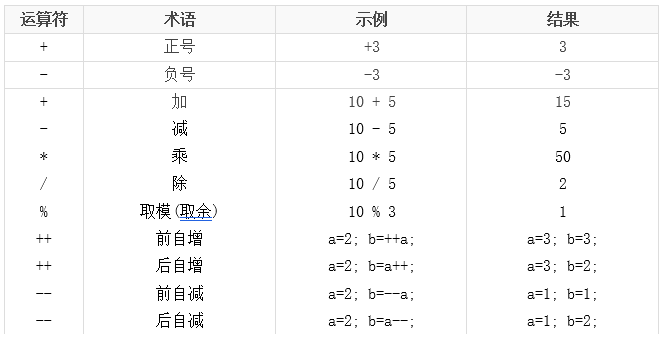 运算符 术语 示例 结果
+ 正号 +3 3
- 负号 -3 -3
+ 加 10 + 5 15
- 减 10 - 5 5
* 乘 10 * 5 50
/ 除 10 / 5 2
% 取模(取余) 10 % 3 1
++ 前自增 a=2; b=++a; a=3; b=3;
++ 后自增 a=2; b=a++; a=3; b=2;
-- 前自减 a=2; b=--a; a=1; b=1;
-- 后自减 a=2; b=a--; a=1; b=2;